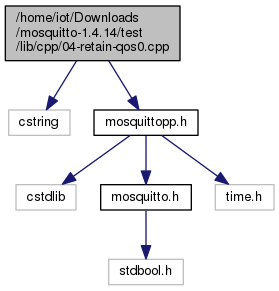 /home/iot/Downloads
/mosquitto-1.4.14/test
/lib/cpp/04-retain-qos0.cpp
cstring
mosquittopp.h
cstdlib
mosquitto.h
time.h
stdbool.h